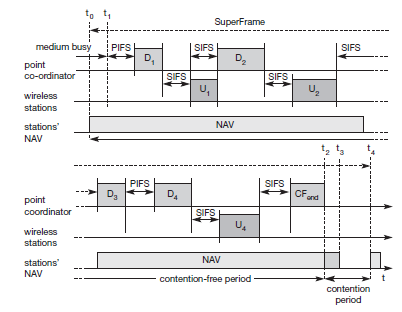 t0 t1
SuperFrame
medium busy PIFS D1 SIFS D2 SIFS
point
co-ordinator
SIFS U1 SIFS U2
wireless
stations
stations'
NAV
NAV
t2 t3 t4
D3 PIFS D4 SIFS CFend
point
coordinator
SIFS U4
wireless
stations
stations'
NAV
NAV
contention-free period
t
contention
period